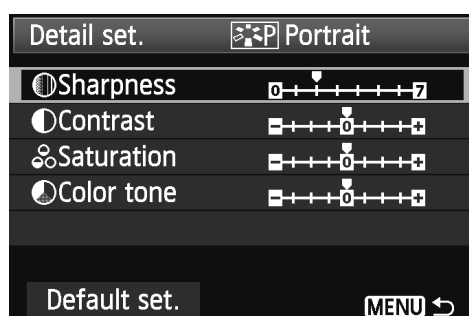 Detail set. P Portrait
Sharpness 0 7
Contrast 0
Saturation 0
Color tone 0
Default set. MENU